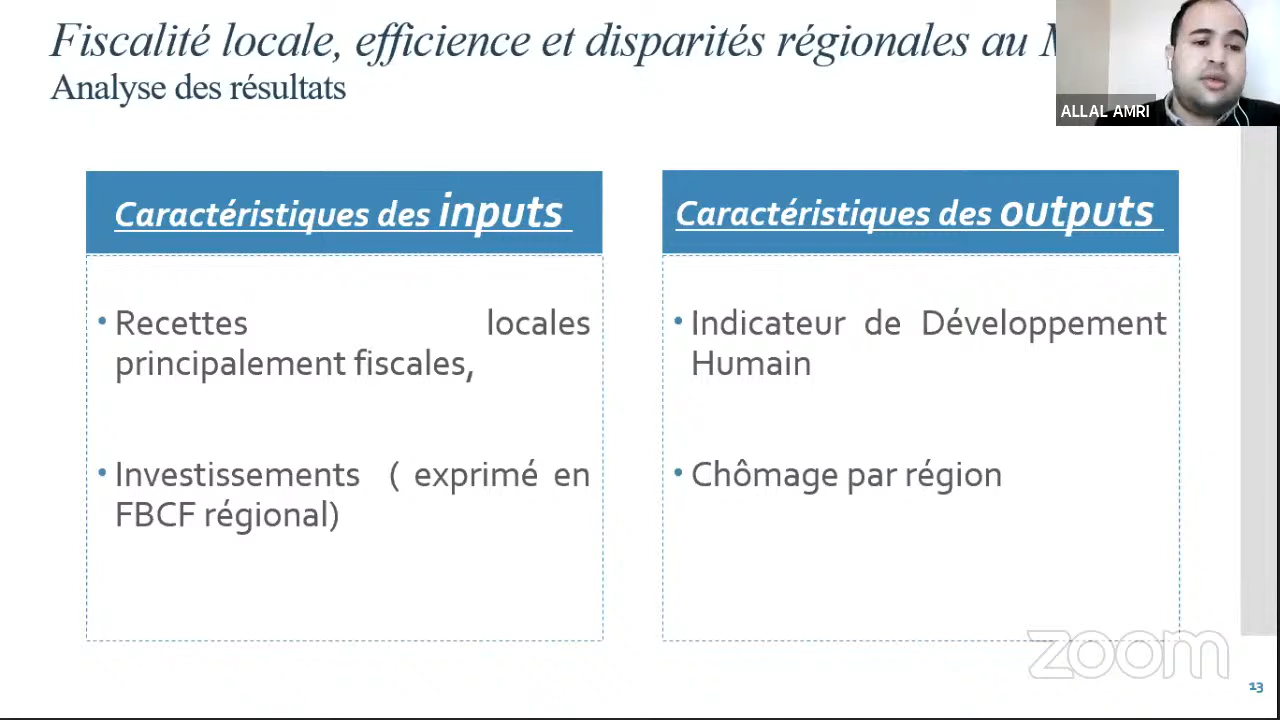 Fiscalité locale, efficience et disparités régionales au
Analyse des résultats
ALLAL AMRI
Caractéristiques des inputs
Caractéristiques des outputs
• Recettes locales
principalement fiscales,
• Investissements ( exprimé en
FBCF régional)
• Indicateur de Développement
Humain
• Chômage par région
zoom
13